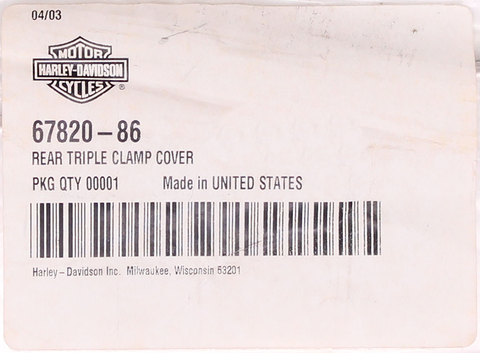 04/03
MOTOR
HARLEY-DAVIDSON
CYCLES
®
67820-86
REAR TRIPLE CLAMP COVER
PKG QTY 00001 Made in UNITED STATES
Harley-Davidson Inc. Milwaukee, Wisconsin 53201